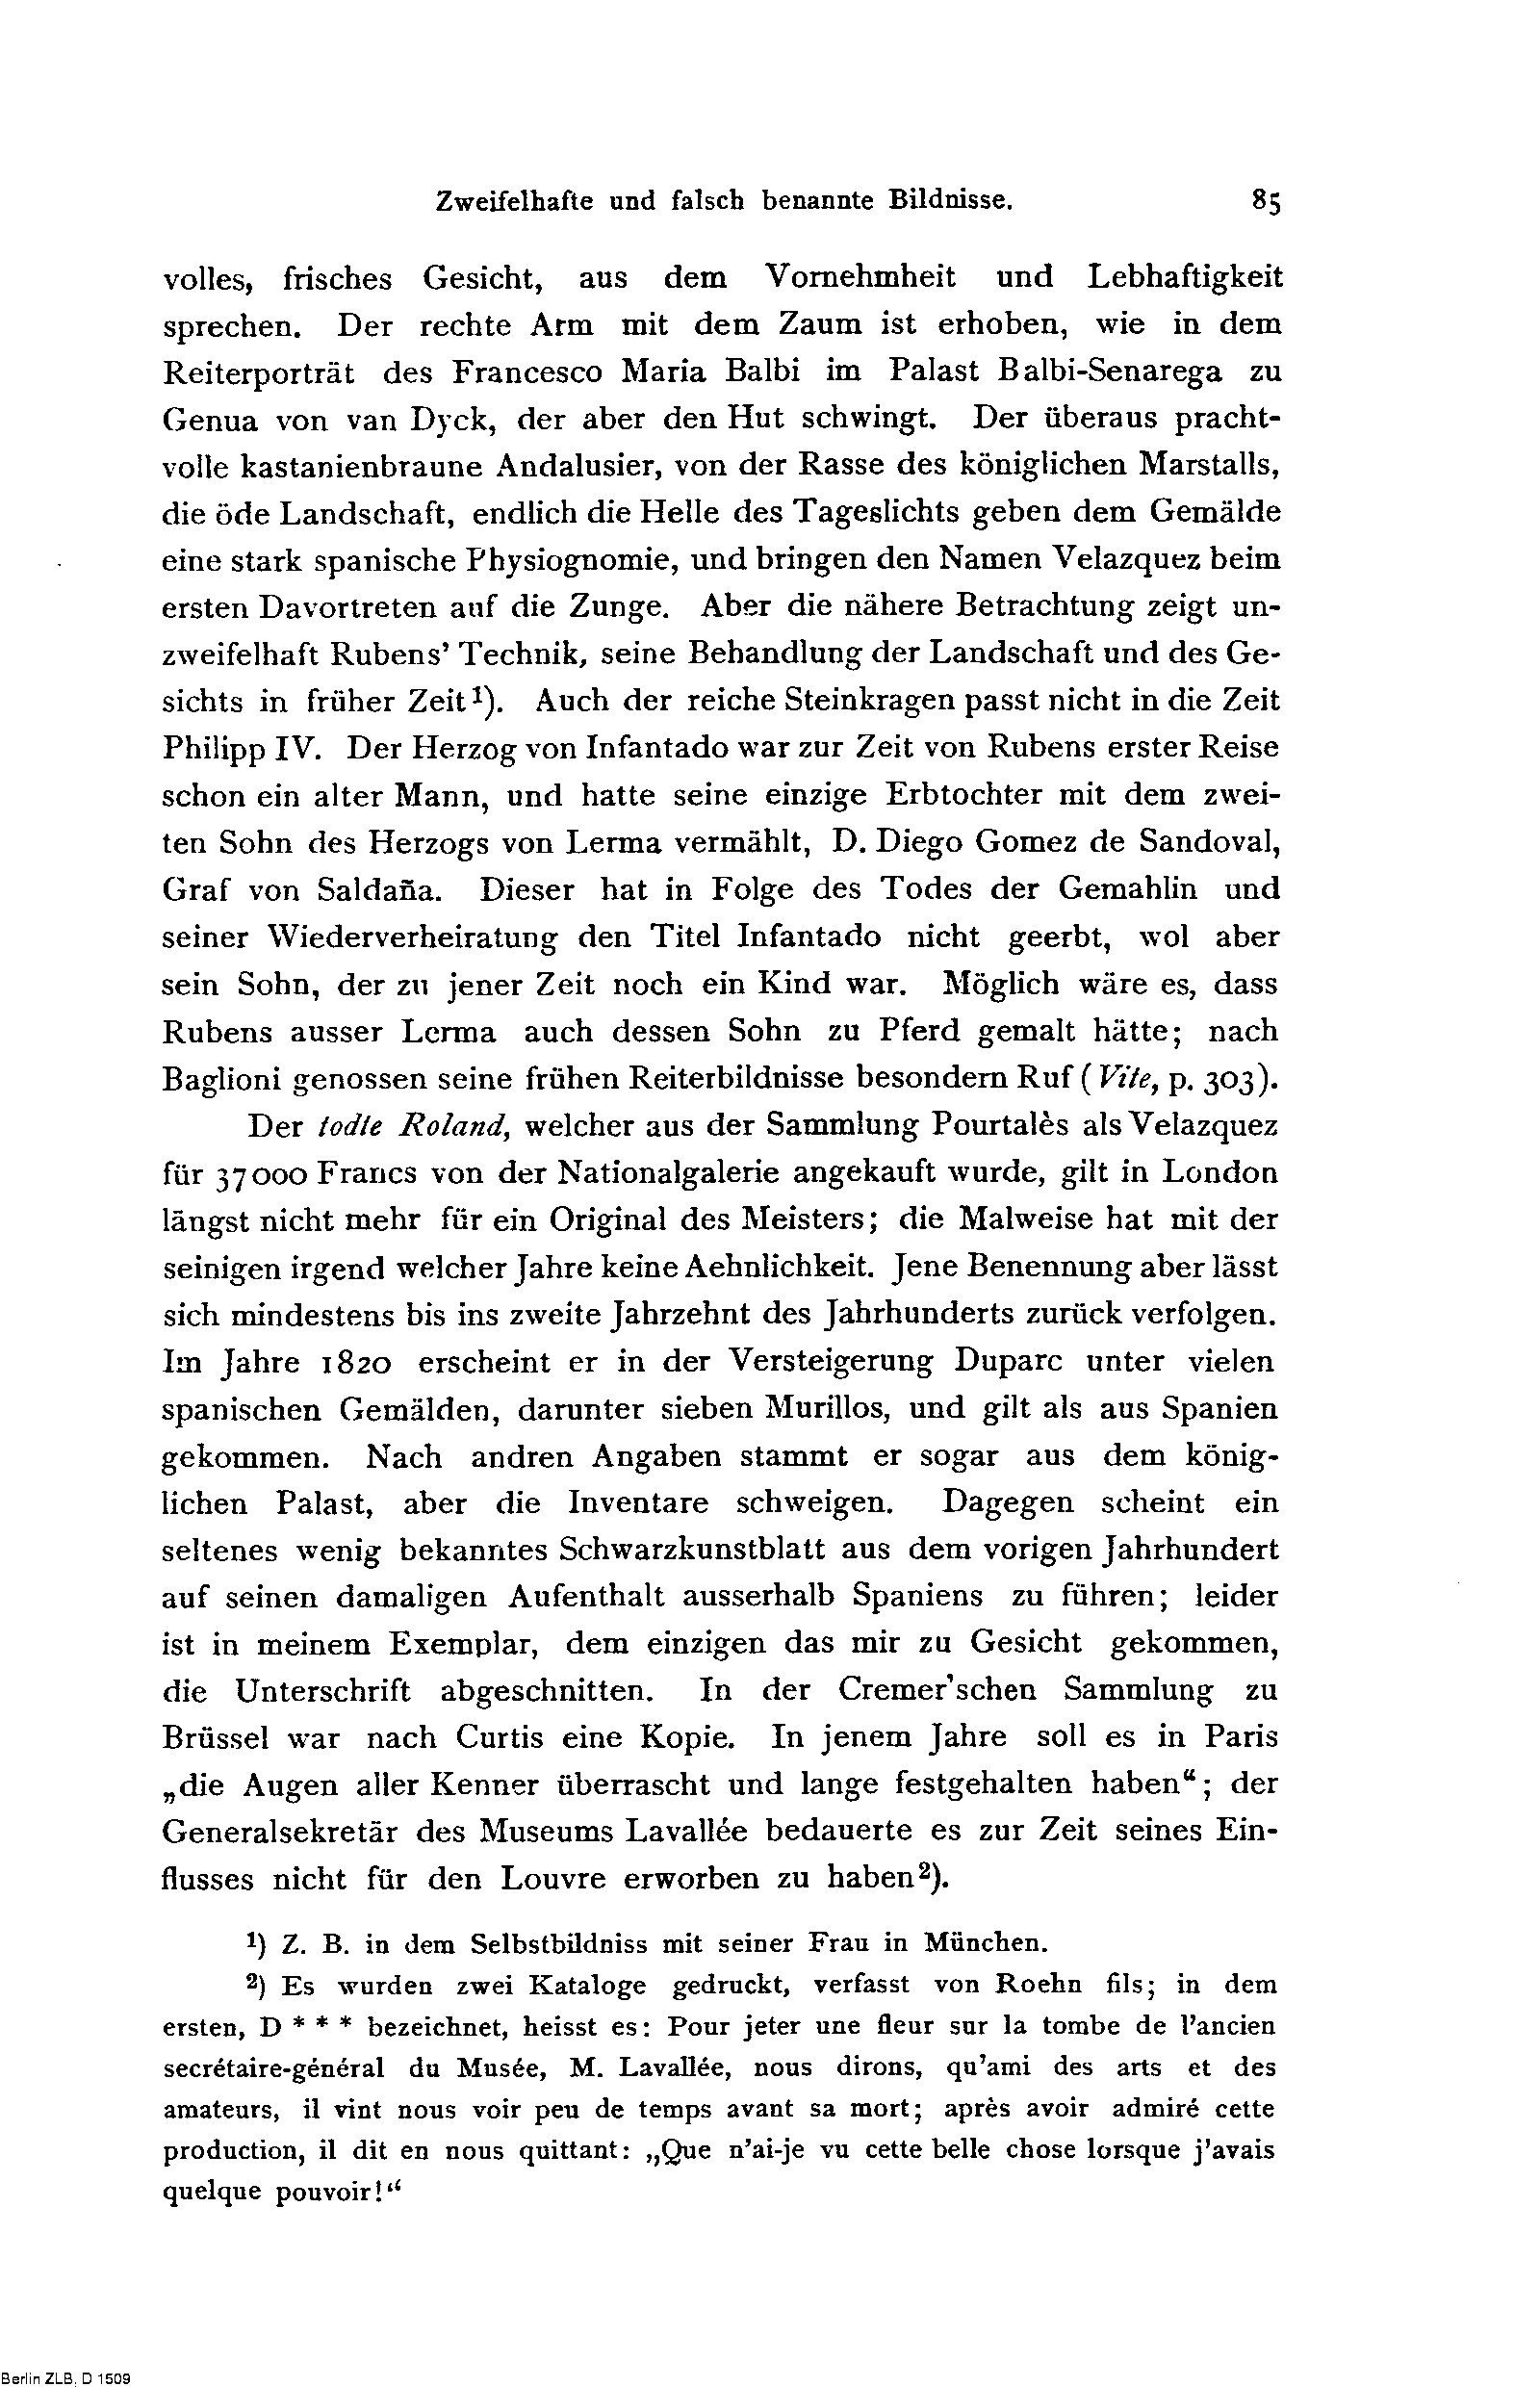 Zweifelhafte und falsch benannte Bildnisse. 85
volles, frisches Gesicht, aus dem Vornehmheit und Lebhaftigkeit
sprechen. Der rechte Arm mit dem Zaum ist erhoben, wie in dem
Reiterporträt des Francesco Maria Balbi im Palast Balbi-Senarega zu
Genua von van Dyck, der aber den Hut schwingt. Der überaus pracht-
volle kastanienbraune Andalusier, von der Rasse des königlichen Marstalls,
die öde Landschaft, endlich die Helle des Tageslichts geben dem Gemälde
eine stark spanische Physiognomie, und bringen den Namen Velazquez beim
ersten Davortreten auf die Zunge. Aber die nähere Betrachtung zeigt un-
zweifelhaft Rubens’ Technik, seine Behandlung der Landschaft und des Ge-
sichts in früher Zeit¹). Auch der reiche Steinkragen passt nicht in die Zeit
Philipp IV. Der Herzog von Infantado war zur Zeit von Rubens erster Reise
schon ein alter Mann, und hatte seine einzige Erbtochter mit dem zwei-
ten Sohn des Herzogs von Lerma vermählt, D. Diego Gomez de Sandoval,
Graf von Saldaña. Dieser hat in Folge des Todes der Gemahlin und
seiner Wiederverheiratung den Titel Infantado nicht geerbt, wol aber
sein Sohn, der zu jener Zeit noch ein Kind war. Möglich wäre es, dass
Rubens ausser Lerma auch dessen Sohn zu Pferd gemalt hätte; nach
Baglioni genossen seine frühen Reiterbildnisse besondern Ruf (Vite, p. 303).
Der todte Roland, welcher aus der Sammlung Pourtalès als Velazquez
für 37000 Francs von der Nationalgalerie angekauft wurde, gilt in London
längst nicht mehr für ein Original des Meisters; die Malweise hat mit der
seinigen irgend welcher Jahre keine Aehnlichkeit. Jene Benennung aber lässt
sich mindestens bis ins zweite Jahrzehnt des Jahrhunderts zurück verfolgen.
Im Jahre 1820 erscheint er in der Versteigerung Duparc unter vielen
spanischen Gemälden, darunter sieben Murillos, und gilt als aus Spanien
gekommen. Nach andren Angaben stammt er sogar aus dem könig-
lichen Palast, aber die Inventare schweigen. Dagegen scheint ein
seltenes wenig bekanntes Schwarzkunstblatt aus dem vorigen Jahrhundert
auf seinen damaligen Aufenthalt ausserhalb Spaniens zu führen; leider
ist in meinem Exemplar, dem einzigen das mir zu Gesicht gekommen,
die Unterschrift abgeschnitten. In der Cremer’schen Sammlung zu
Brüssel war nach Curtis eine Kopie. In jenem Jahre soll es in Paris
„die Augen aller Kenner überrascht und lange festgehalten haben“; der
Generalsekretär des Museums Lavallée bedauerte es zur Zeit seines Ein-
flusses nicht für den Louvre erworben zu haben²).
¹) Z. B. in dem Selbstbildniss mit seiner Frau in München.
²) Es wurden zwei Kataloge gedruckt, verfasst von Roehn fils; in dem
ersten, D * * * bezeichnet, heisst es: Pour jeter une fleur sur la tombe de l’ancien
secrétaire-général du Musée, M. Lavallée, nous dirons, qu’ami des arts et des
amateurs, il vint nous voir peu de temps avant sa mort; après avoir admiré cette
production, il dit en nous quittant: „Que n’ai-je vu cette belle chose lorsque j’avais
quelque pouvoir!“
Berlin ZLB, D 1509